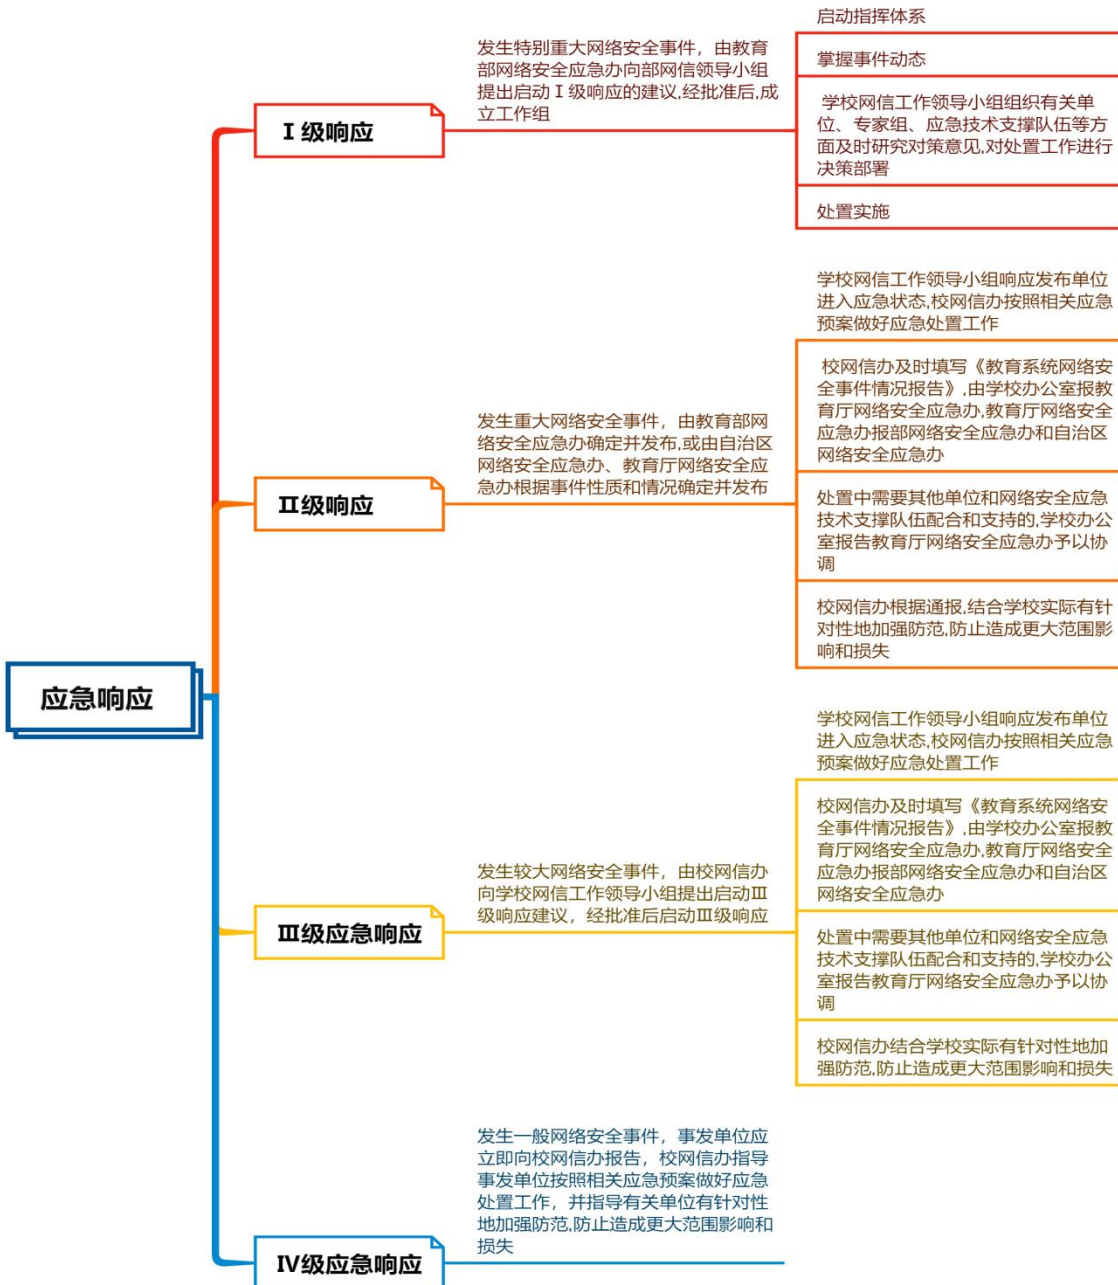 启动指挥体系
发生特别重大网络安全事件，由教育
部网络安全应急办向部网信领导小组
提出启动Ⅰ级响应的建议,经批准后,成
立工作组
掌握事件动态
Ⅰ级响应
学校网信工作领导小组组织有关单
位、专家组、应急技术支撑队伍等方
面及时研究对策意见,对处置工作进行
决策部署
处置实施
学校网信工作领导小组响应发布单位
进入应急状态,校网信办按照相关应急
预案做好应急处置工作
发生重大网络安全事件，由教育部网
络安全应急办确定并发布,或由自治区
网络安全应急办、教育厅网络安全应
急办根据事件性质和情况确定并发布
校网信办及时填写《教育系统网络安
全事件情况报告》,由学校办公室报教
育厅网络安全应急办,教育厅网络安全
应急办报部网络安全应急办和自治区
网络安全应急办
Ⅱ级响应
处置中需要其他单位和网络安全应急
技术支撑队伍配合和支持的,学校办公
室报告教育厅网络安全应急办予以协
调
校网信办根据通报,结合学校实际有针
对性地加强防范,防止造成更大范围影
响和损失
应急响应
学校网信工作领导小组响应发布单位
进入应急状态,校网信办按照相关应急
预案做好应急处置工作
发生较大网络安全事件，由校网信办
向学校网信工作领导小组提出启动Ⅲ
级响应建议，经批准后启动Ⅲ级响应
校网信办及时填写《教育系统网络安
全事件情况报告》,由学校办公室报教
育厅网络安全应急办,教育厅网络安全
应急办报部网络安全应急办和自治区
网络安全应急办
Ⅲ级应急响应
处置中需要其他单位和网络安全应急
技术支撑队伍配合和支持的,学校办公
室报告教育厅网络安全应急办予以协
调
校网信办结合学校实际有针对性地加
强防范,防止造成更大范围影响和损失
发生一般网络安全事件，事发单位应
立即向校网信办报告，校网信办指导
事发单位按照相关应急预案做好应急
处置工作，并指导有关单位有针对性
地加强防范,防止造成更大范围影响和
损失
Ⅳ级应急响应